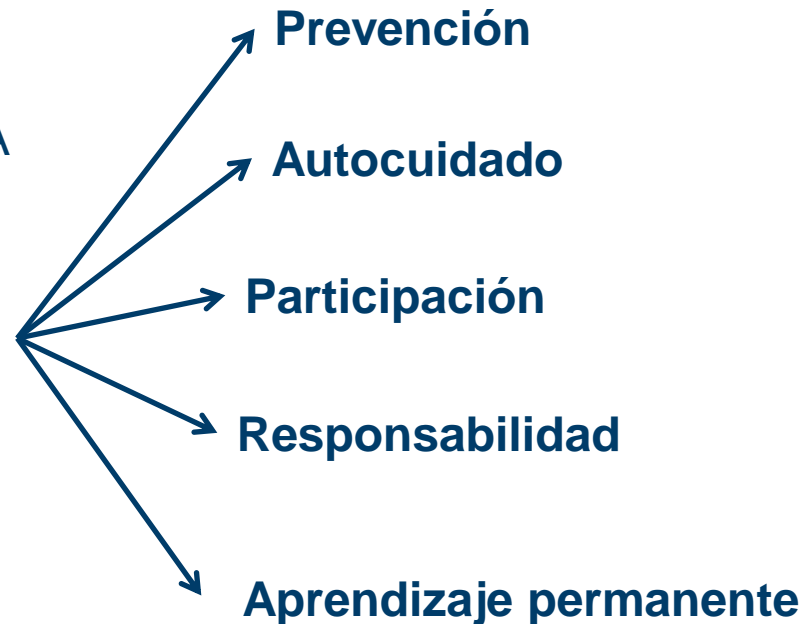 Prevención
A
Autocuidado
Participación
Responsabilidad
Aprendizaje permanente